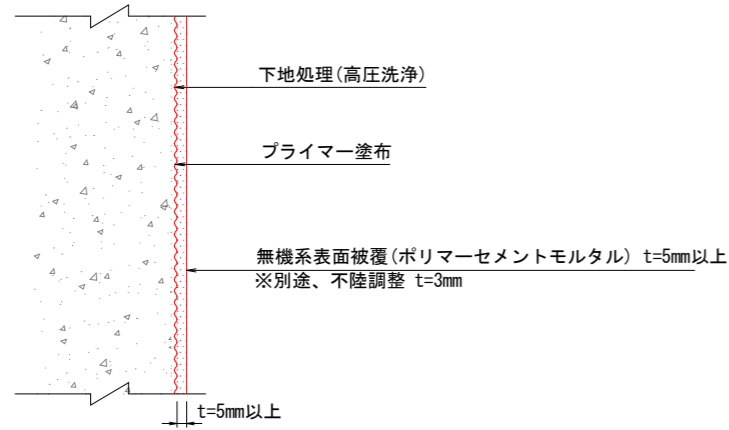 下地処理(高圧洗浄)
プライマー塗布
無機系表面被覆(ポリマーセメントモルタル) t=5mm以上
※別途、不陸調整 t=3mm
t=5mm以上